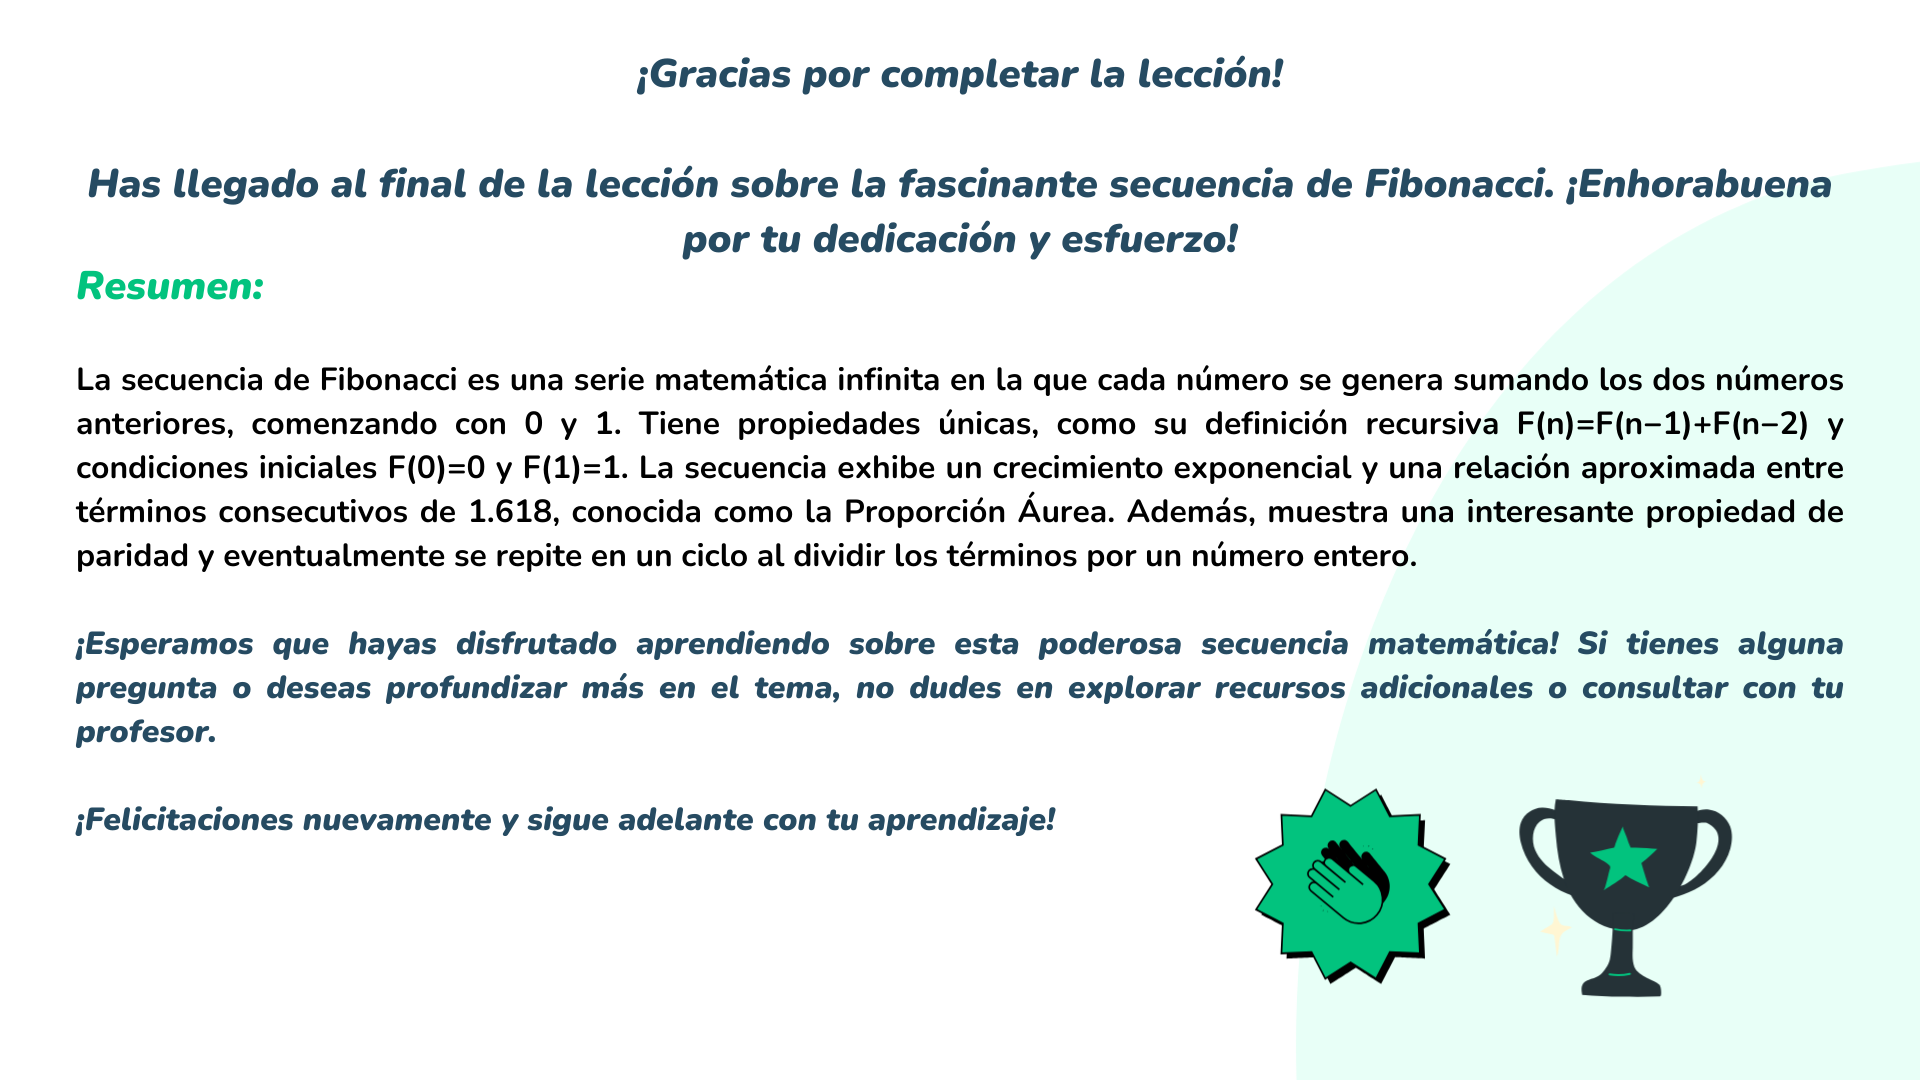 ¡Gracias por completar la lección!
Has llegado al final de la lección sobre la fascinante secuencia de Fibonacci. ¡Enhorabuena
por tu dedicación y esfuerzo!
Resumen:
La secuencia de Fibonacci es una serie matemática infinita en la que cada número se genera sumando los dos números
anteriores, comenzando con 0 y 1. Tiene propiedades únicas, como su definición recursiva F(n)=F(n−1)+F(n−2) y
condiciones iniciales F(0)=0 y F(1)=1. La secuencia exhibe un crecimiento exponencial y una relación aproximada entre
términos consecutivos de 1.618, conocida como la Proporción Áurea. Además, muestra una interesante propiedad de
paridad y eventualmente se repite en un ciclo al dividir los términos por un número entero.
¡Esperamos que hayas disfrutado aprendiendo sobre esta poderosa secuencia matemática! Si tienes alguna
pregunta o deseas profundizar más en el tema, no dudes en explorar recursos adicionales o consultar con tu
profesor.
¡Felicitaciones nuevamente y sigue adelante con tu aprendizaje!